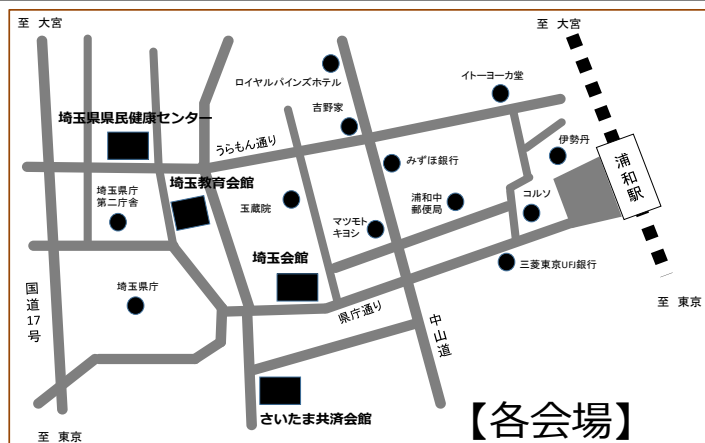 至 大宮
至 大宮
ロイヤルパインズホテル
イトーヨーカ堂
吉野家
埼玉県県民健康センター
うらもん通り
伊勢丹
浦和駅
みずほ銀行
埼玉教育会館
埼玉県庁
第二庁舎
玉蔵院
浦和中
郵便局
コルソ
マツモト
キヨシ
埼玉会館
三菱東京UFJ銀行
国道17号
埼玉県庁
県庁通り
中山道
至 東京
さいたま共済会館
【各会場】
至 東京